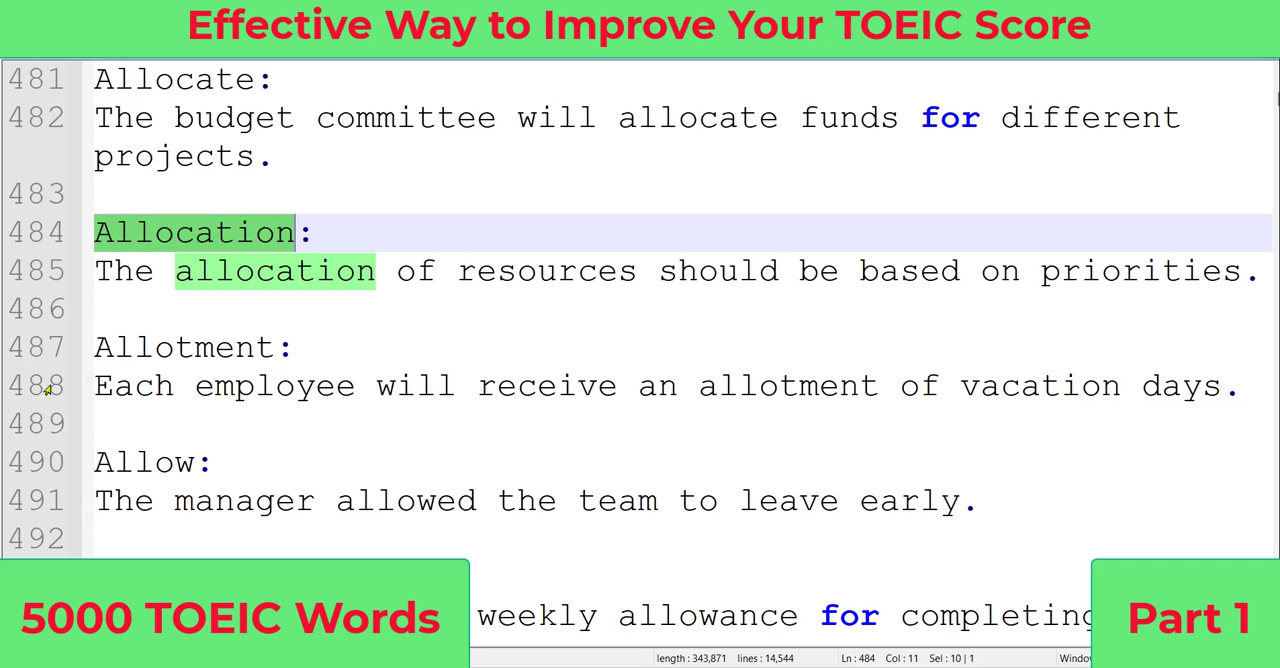 Effective Way to Improve Your TOEIC Score
481 Allocate:
482 The budget committee will allocate funds for different
projects.
483
484 Allocation:
485 The allocation of resources should be based on priorities.
486
487 Allotment:
488 Each employee will receive an allotment of vacation days.
489
490 Allow:
491 The manager allowed the team to leave early.
492
weekly allowance for completing
5000 TOEIC Words
Part 1
length : 343,871 lines : 14,544 Ln : 484 Col : 11 Sel : 10 | 1